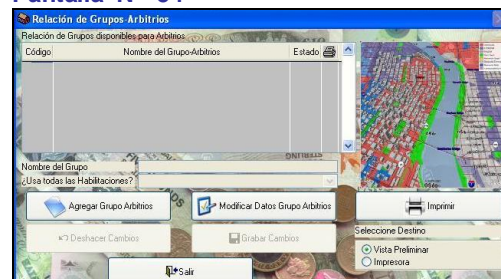 Relación de Grupos-Arbitrios
Relación de Grupos disponibles para Arbitrios
Código Nombre del Grupo-Arbitrios Estado
Nombre del Grupo
¿Usa todas las Habilitaciones?
Agregar Grupo Arbitrios Modificar Datos Grupo Arbitrios Imprimir
Deshacer Cambios Grabar Cambios
Seleccione Destino
Vista Preliminar
Impresora
Salir